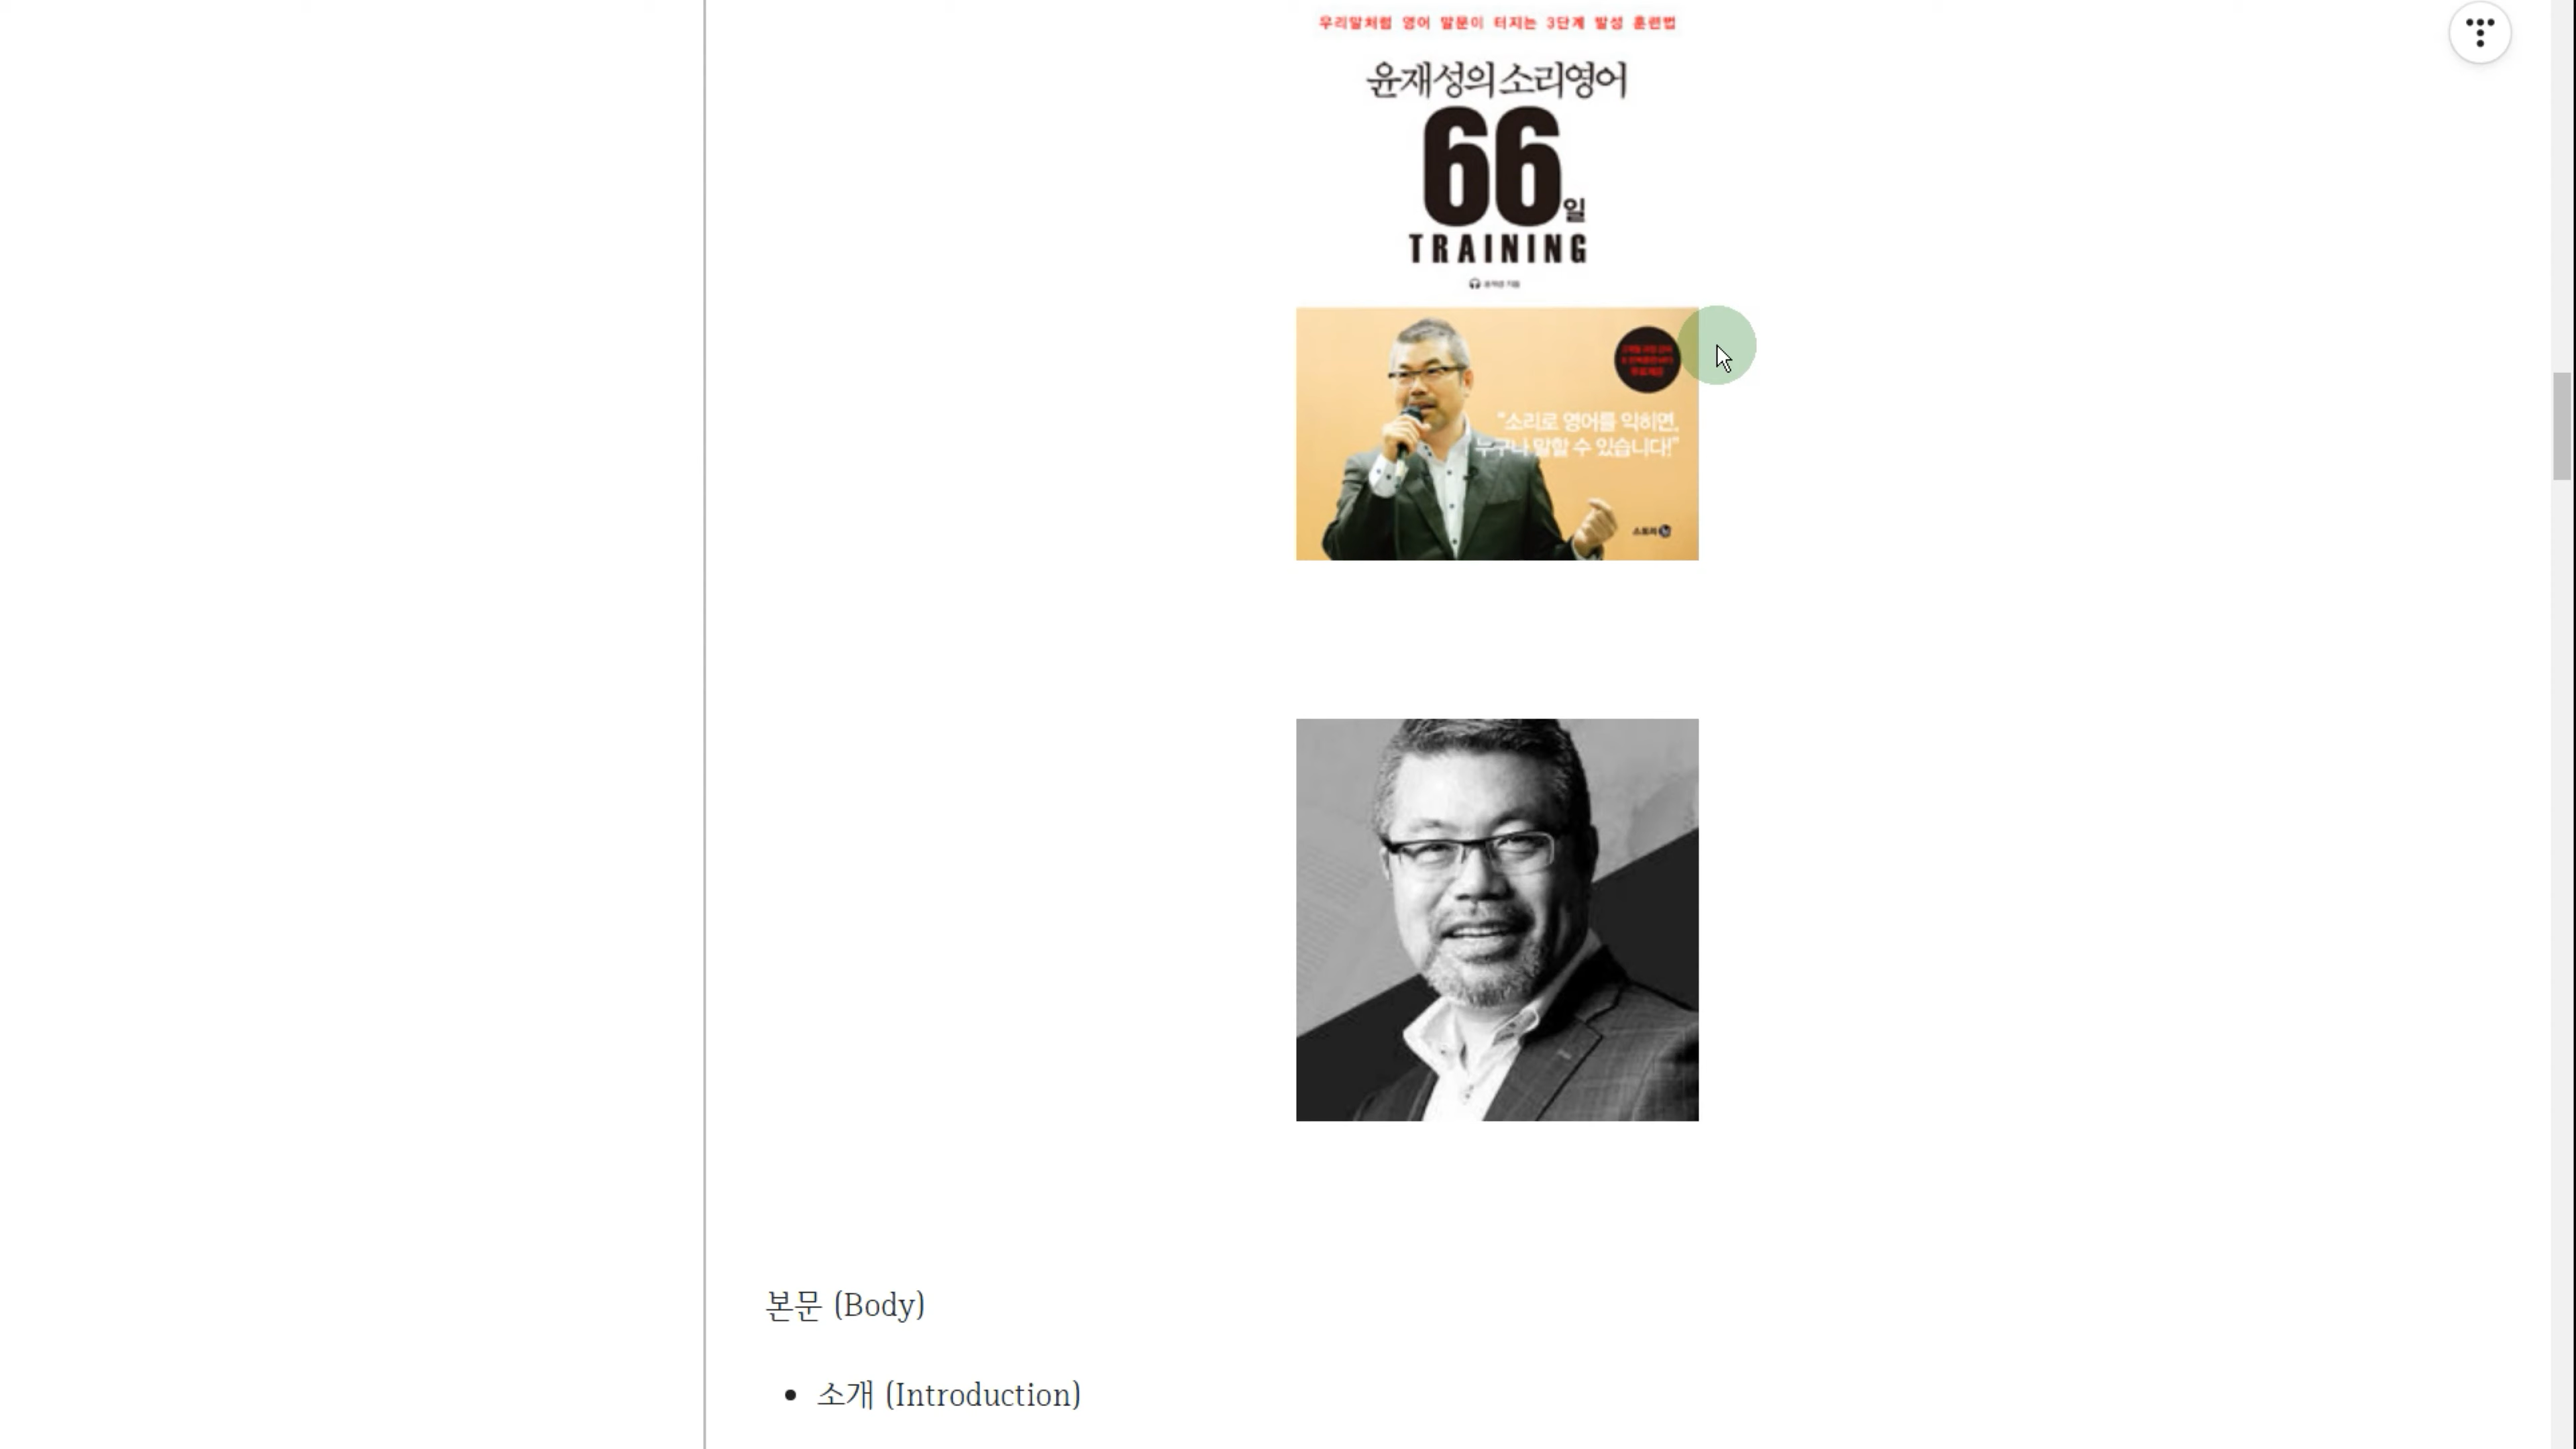 우리말처럼 영어 말문이 터지는 3단계 발성 훈련법
윤재성의 소리영어
66일
TRAINING
"소리로 영어를 익히면,
누구나 말할 수 있습니다!"
본문 (Body)
• 소개 (Introduction)